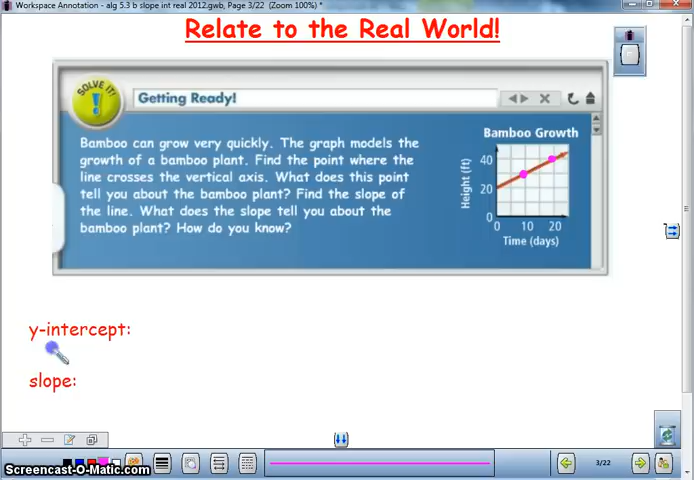 Workspace Annotation - alg 5.3 b slope int real 2012.gwb, Page 3/22 (Zoom 100%) *
Relate to the Real World!
SOLVE IT!
Getting Ready!
Bamboo can grow very quickly. The graph models the
growth of a bamboo plant. Find the point where the
line crosses the vertical axis. What does this point
tell you about the bamboo plant? Find the slope of
the line. What does the slope tell you about the
bamboo plant? How do you know?
Bamboo Growth
Height (ft)
40
20
0
0 10 20
Time (days)
y-intercept:
slope:
3/22
Screencast-O-Matic.com